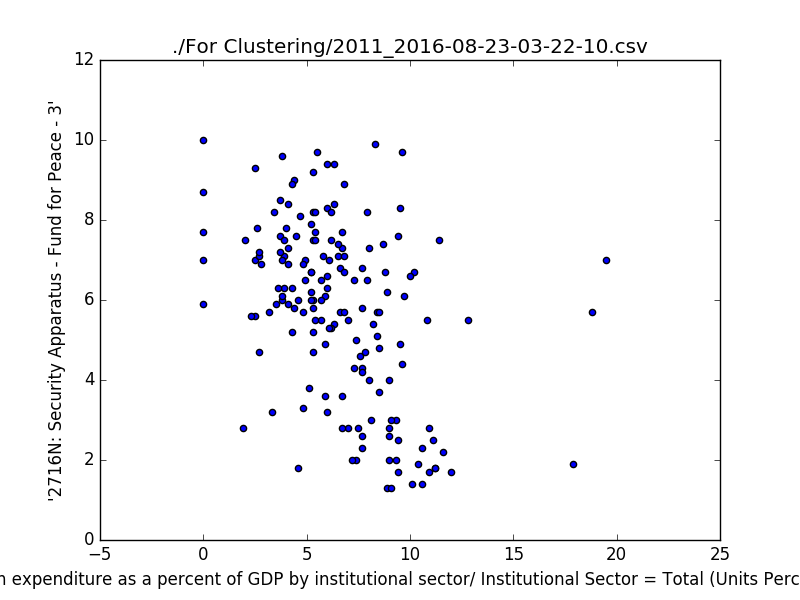 ./For Clustering/2011_2016-08-23-03-22-10.csv
'2716N: Security Apparatus - Fund for Peace - 3'
12
10
8
6
4
2
0
−5 0 5 10 15 20 25
expenditure as a percent of GDP by institutional sector/ Institutional Sector = Total (Units